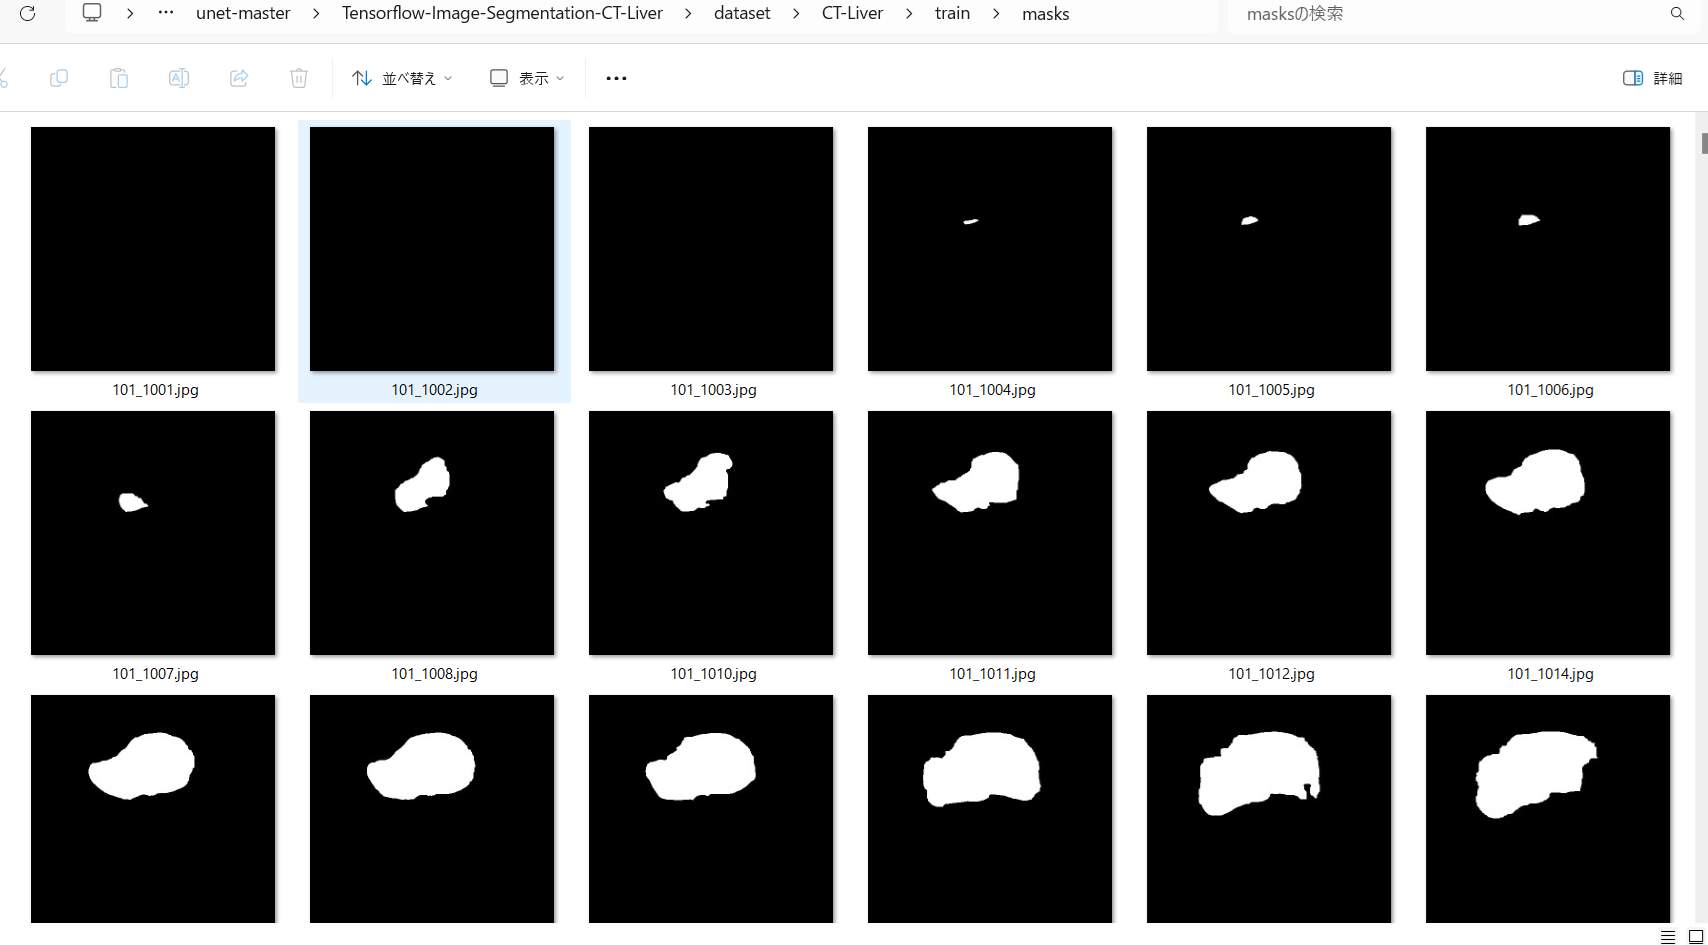 unet-master > Tensorflow-Image-Segmentation-CT-Liver > dataset > CT-Liver > train > masks
masksの検索
並べ替え 表示 詳細
101_1001.jpg 101_1002.jpg 101_1003.jpg 101_1004.jpg 101_1005.jpg 101_1006.jpg
101_1007.jpg 101_1008.jpg 101_1010.jpg 101_1011.jpg 101_1012.jpg 101_1014.jpg